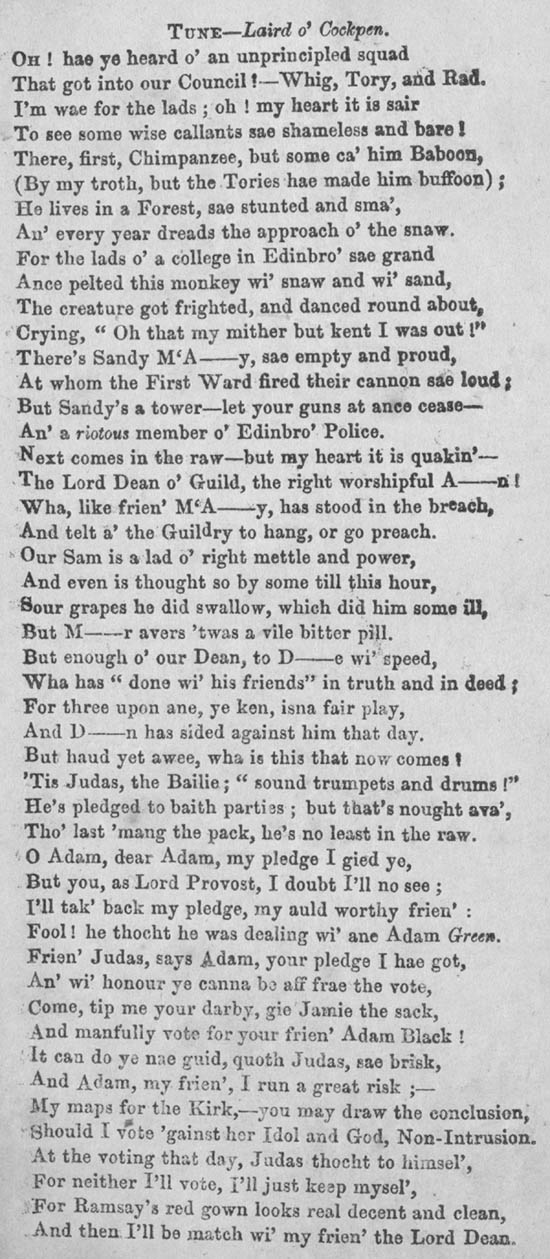 TUNE—Laird o' Cockpen.
OH ! hae ye heard o' an unprincipled squad
That got into our Council !—Whig, Tory, and Rad.
I'm wae for the lads ; oh ! my heart it is sair
To see some wise callants sae shameless and bare !
There, first, Chimpanzee, but some ca' him Baboon,
(By my troth, but the Tories hae made him buffoon) ;
He lives in a Forest, sae stunted and sma',
An' every year dreads the approach o' the snaw.
For the lads o' a college in Edinbro' sae grand
Ance pelted this monkey wi' snaw and wi' sand,
The creature got frighted, and danced round about,
Crying, “ Oh that my mither but kent I was out !”
There's Sandy M‘A——y, sae empty and proud,
At whom the First Ward fired their cannon sae loud ;
But Sandy's a tower—let your guns at ance cease—
An' a riotous member o' Edinbro' Police.
Next comes in the raw—but my heart it is quakin'—
The Lord Dean o' Guild, the right worshipful A——n !
Wha, like frien' M‘A——y, has stood in the breach,
And telt a' the Guildry to hang, or go preach.
Our Sam is a lad o' right mettle and power,
And even is thought so by some till this hour,
Sour grapes he did swallow, which did him some ill,
But M——r avers 'twas a vile bitter pill.
But enough o' our Dean, to D——e wi' speed,
Wha has “ done wi' his friends” in truth and in deed ;
For three upon ane, ye ken, isna fair play,
And D——n has sided against him that day.
But haud yet awee, wha is this that now comes !
'Tis Judas, the Bailie ; “ sound trumpets and drums !”
He's pledged to baith parties ; but that's nought ava',
Tho' last 'mang the pack, he's no least in the raw.
O Adam, dear Adam, my pledge I gied ye,
But you, as Lord Provost, I doubt I'll no see ;
I'll tak' back my pledge, my auld worthy frien' :
Fool ! he thocht he was dealing wi' ane Adam Green.
Frien' Judas, says Adam, your pledge I hae got,
An' wi' honour ye canna be aff frae the vote,
Come, tip me your darby, gie Jamie the sack,
And manfully vote for your frien' Adam Black !
It can do ye nae guid, quoth Judas, sae brisk,
And Adam, my frien', I run a great risk ;—
My maps for the Kirk,—you may draw the conclusion,
Should I vote 'gainst her Idol and God, Non-Intrusion.
At the voting that day, Judas thocht to himsel',
For neither I'll vote, I'll just keep mysel',
For Ramsay's red gown looks real decent and clean,
And then I'll be match wi' my frien' the Lord Dean.